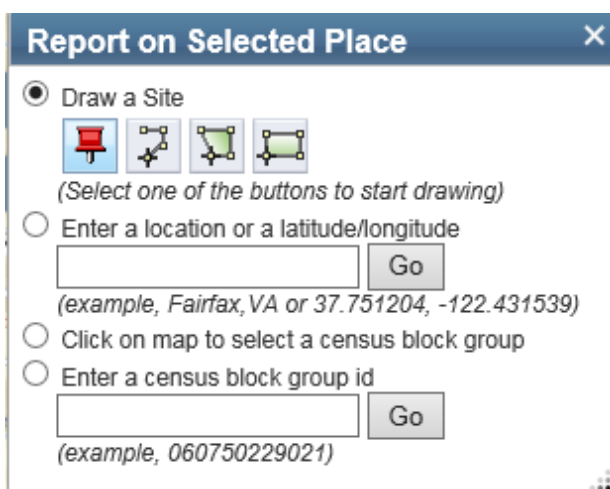 Report on Selected Place
Draw a Site
(Select one of the buttons to start drawing)
Enter a location or a latitude/longitude
Go
(example, Fairfax,VA or 37.751204, -122.431539)
Click on map to select a census block group
Enter a census block group id
Go
(example, 060750229021)